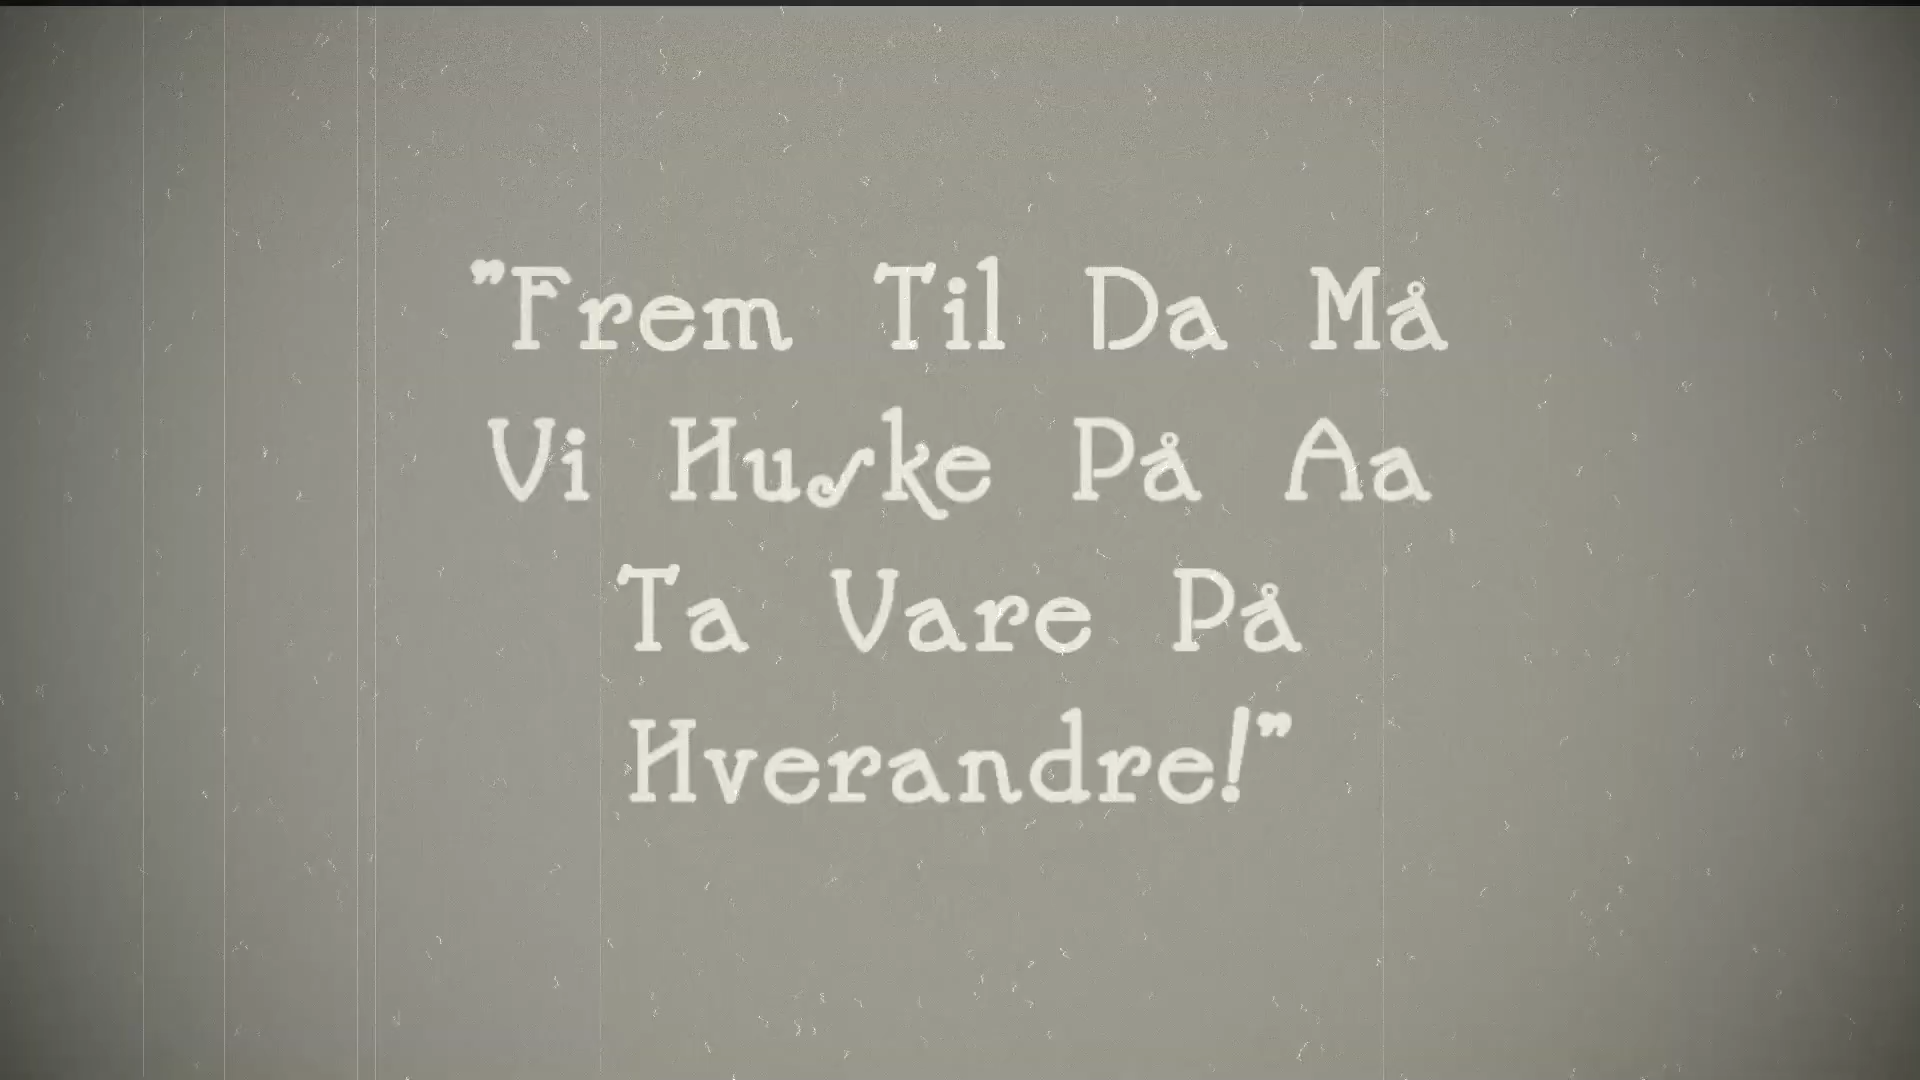 "Frem Til Da Må
Vi Huske På Aa
Ta Vare På
Hverandre!"